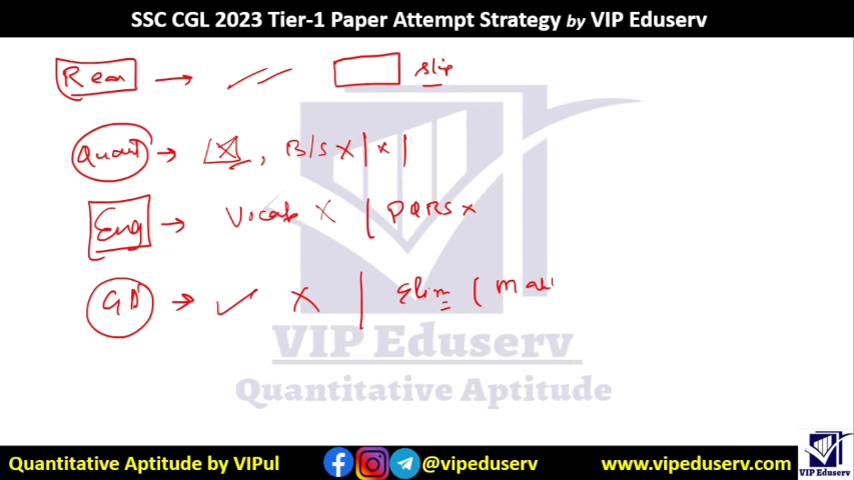 SSC CGL 2023 Tier-1 Paper Attempt Strategy by VIP Eduserv
Rea → slip
Quant → , B/S X | x |
Eng → Vocab X | PQRS x
GA → ✓ X | Elim (
VIP Eduserv
Quantitative Aptitude
VIP Eduserv
Quantitative Aptitude by VIPul @vipeduserv www.vipeduserv.com